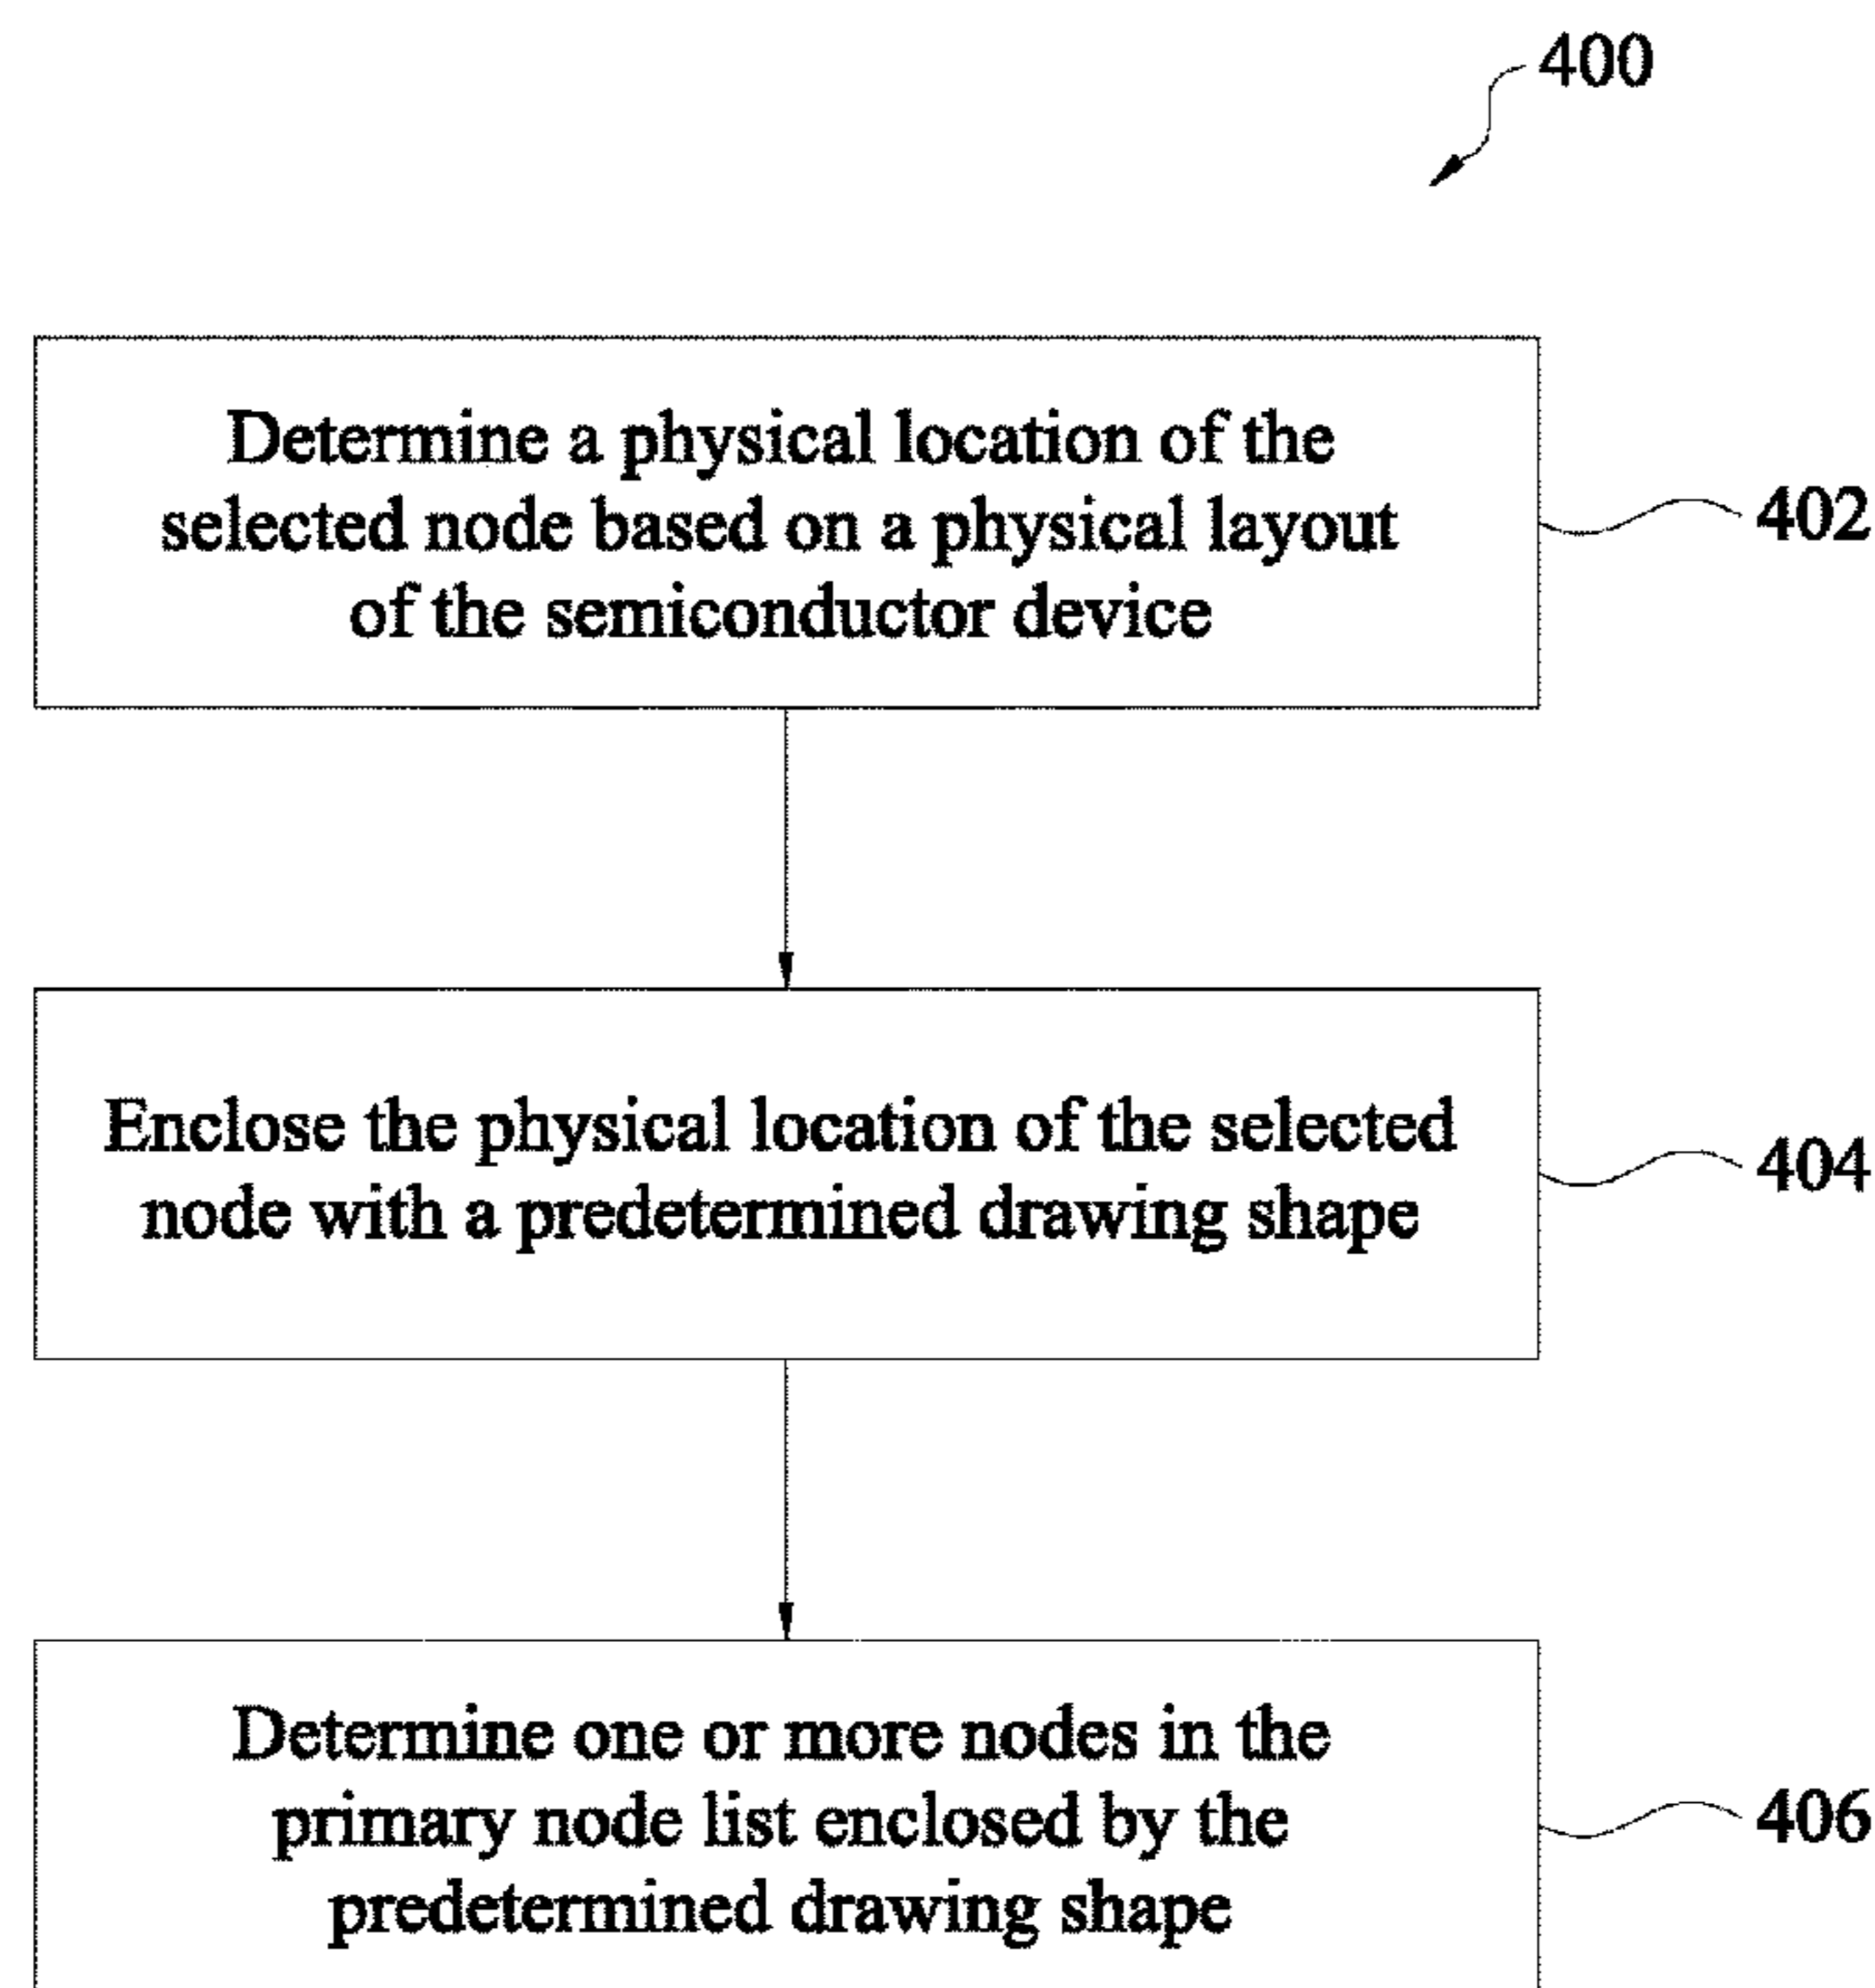 400
Determine a physical location of the
selected node based on a physical layout
of the semiconductor device
402
Enclose the physical location of the selected
node with a predetermined drawing shape
404
Determine one or more nodes in the
primary node list enclosed by the
predetermined drawing shape
406